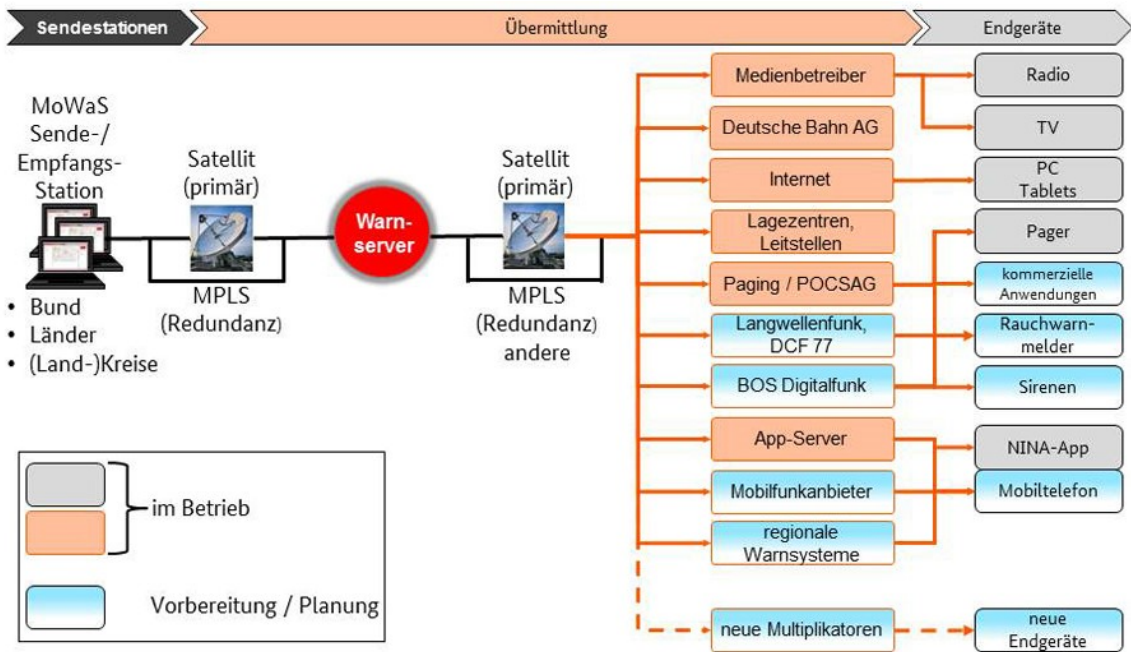 Sendestationen
Übermittlung
Endgeräte
MoWaS
Sende-/
Empfangs-
Station
• Bund
• Länder
• (Land-)Kreise
Satellit
(primär)
MPLS
(Redundanz)
Warn-
server
Satellit
(primär)
MPLS
(Redundanz)
andere
Medienbetreiber
Deutsche Bahn AG
Internet
Lagezentren,
Leitstellen
Paging / POCSAG
Langwellenfunk,
DCF 77
BOS Digitalfunk
App-Server
Mobilfunkanbieter
regionale
Warnsysteme
neue Multiplikatoren
Radio
TV
PC
Tablets
Pager
kommerzielle
Anwendungen
Rauchwarn-
melder
Sirenen
NINA-App
Mobiltelefon
neue
Endgeräte
im Betrieb
Vorbereitung / Planung